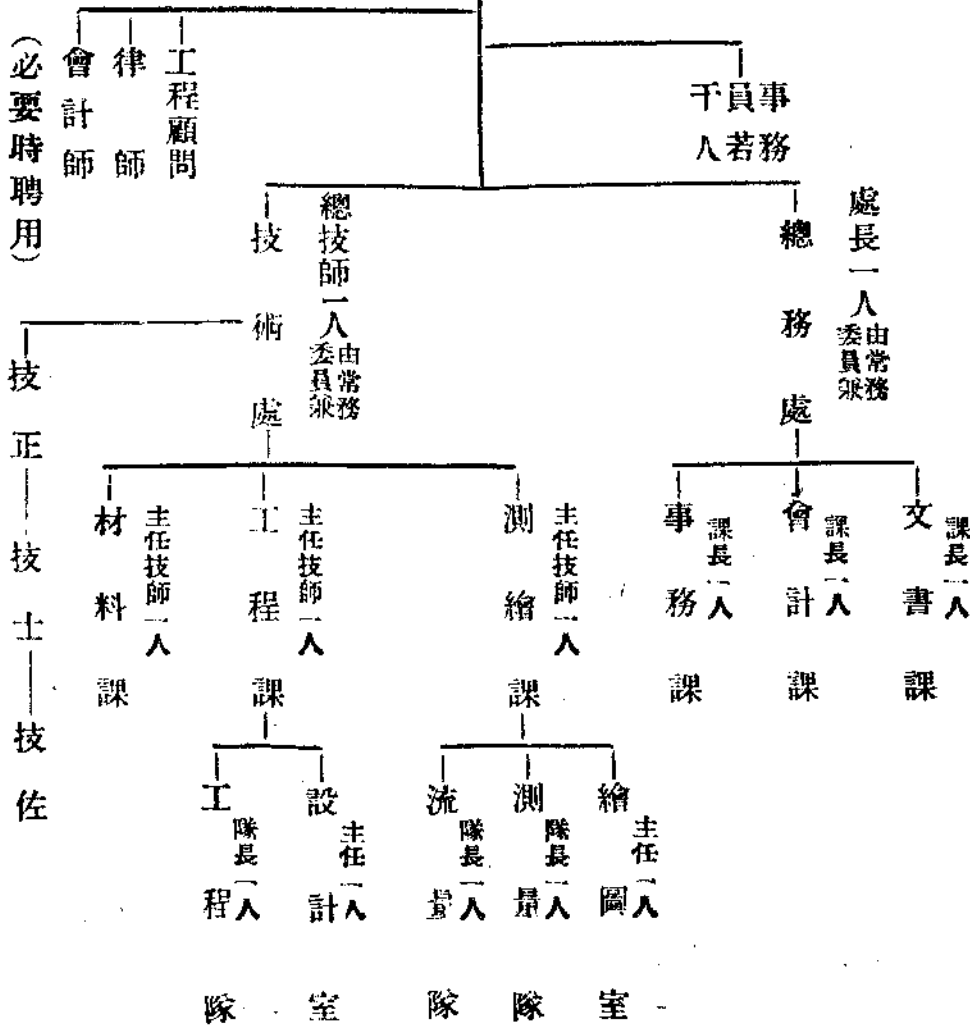 事務員若干人
工程顧問
律師
會計師
(必要時聘用)
處長一人由常務委員兼
總務處
總技師一人由常務委員兼
技術處
課長一人
文書課
課長一人
會計課
課長一人
事務課
主任技師一人
測繪課
主任技師一人
工程課
主任技師一人
材料課
技正
技士
技佐
主任一人
繪圖室
隊長一人
測量隊
隊長一人
流量隊
主任一人
設計室
隊長一人
工程隊